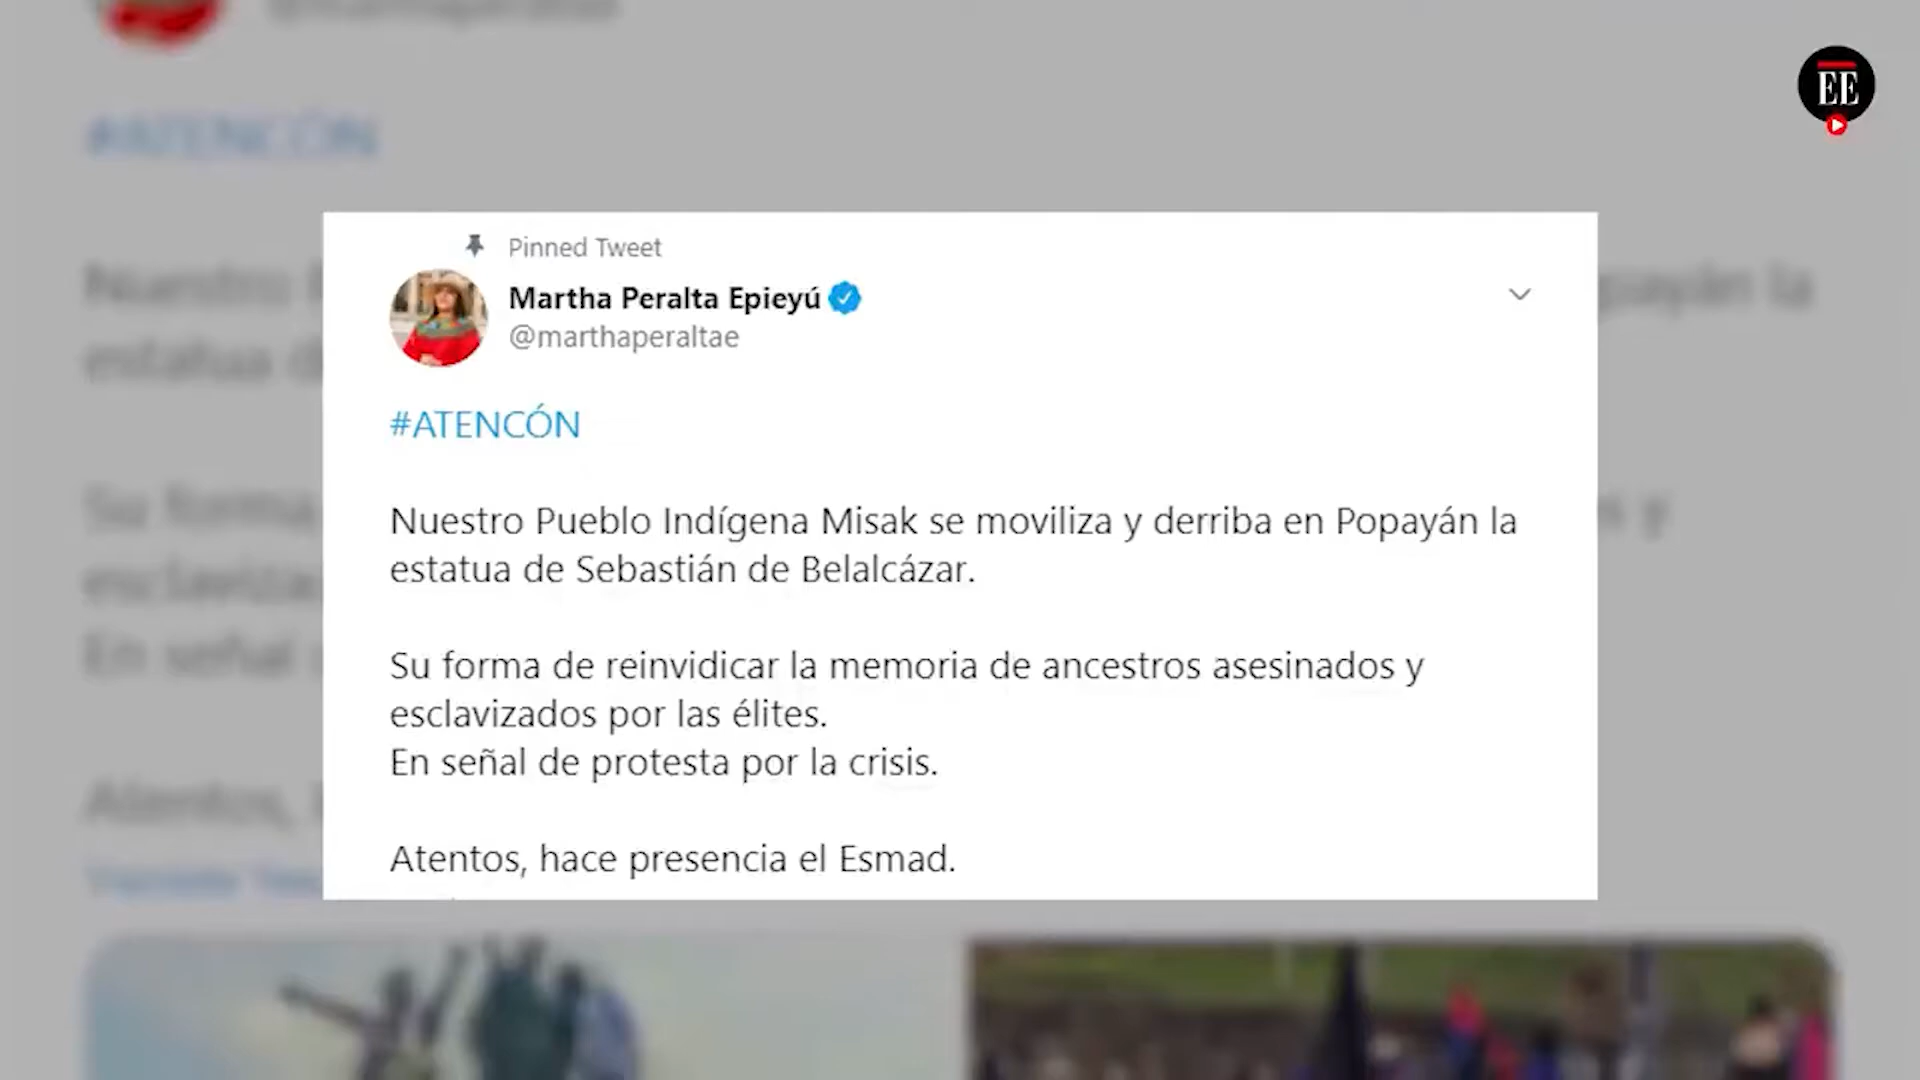 #ATENCÓN
EE
Pinned Tweet
Martha Peralta Epieyú
@marthaperaltae
#ATENCÓN
Nuestro Pueblo Indígena Misak se moviliza y derriba en Popayán la
estatua de Sebastián de Belalcázar.
Su forma de reinvidicar la memoria de ancestros asesinados y
esclavizados por las élites.
En señal de protesta por la crisis.
Atentos, hace presencia el Esmad.